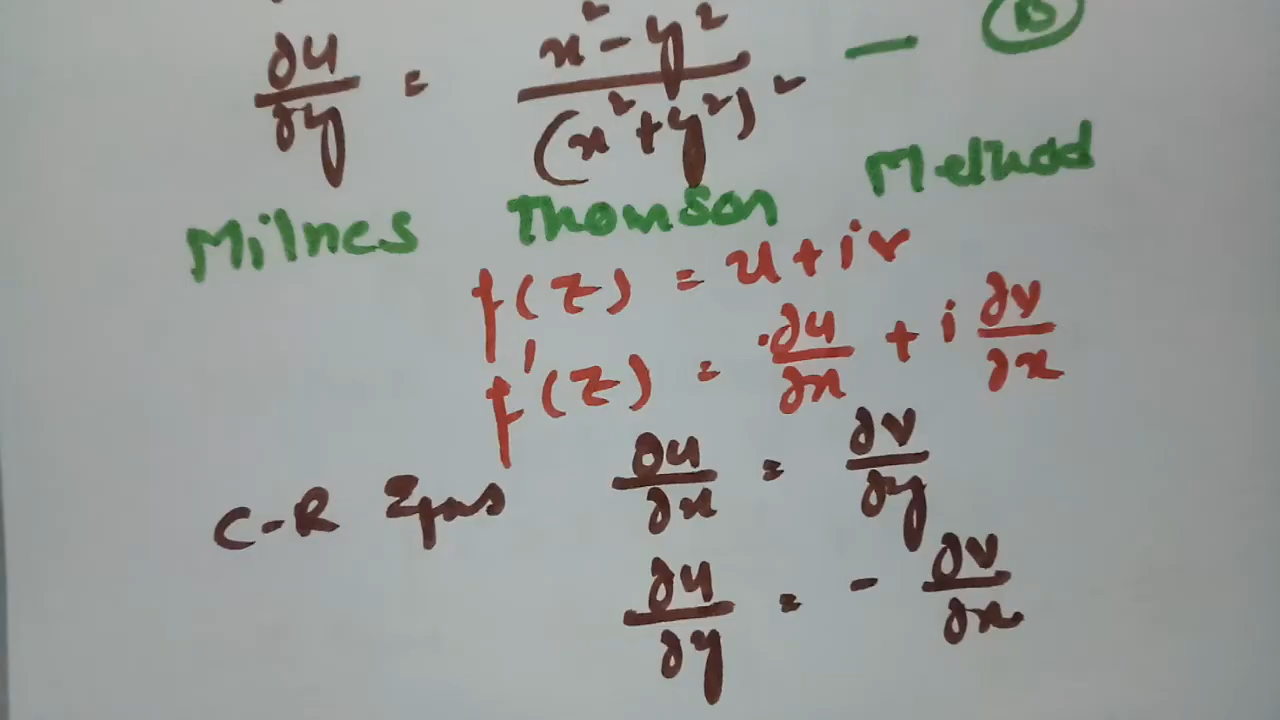 ∂u/∂y = (x² - y²)/(x² + y²)² — Ⓑ
Milnes Thomson Method
f(z) = u + iv
f'(z) = ∂u/∂x + i ∂v/∂x
C-R Eqns ∂u/∂x = ∂v/∂y
∂u/∂y = - ∂v/∂x